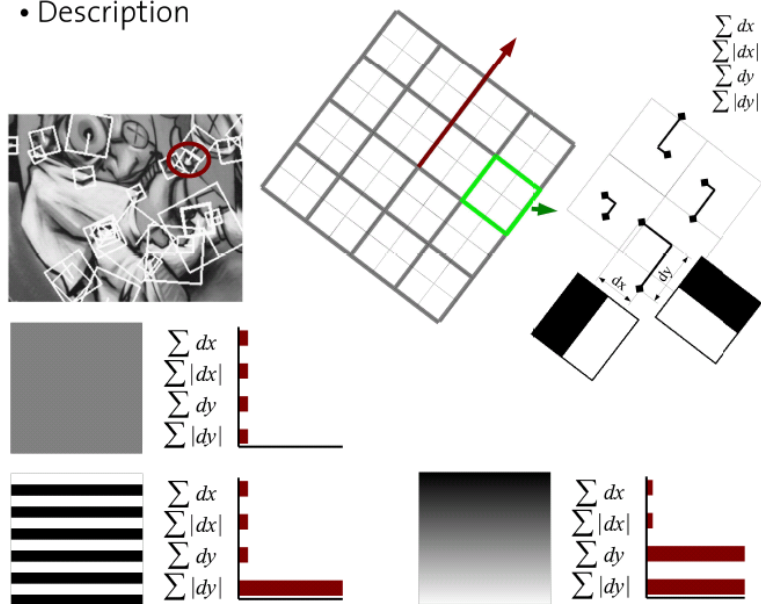 • Description
∑ dx
∑ |dx|
∑ dy
∑ |dy|
dx
dy
∑ dx
∑ |dx|
∑ dy
∑ |dy|
∑ dx
∑ |dx|
∑ dy
∑ |dy|
∑ dx
∑ |dx|
∑ dy
∑ |dy|